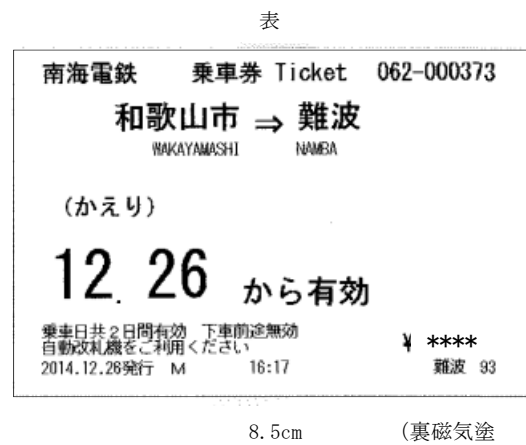 表
南海電鉄 乗車券 Ticket 062-000373
和歌山市 ⇒ 難波
WAKAYAMASHI NAMBA
(かえり)
12. 26 から有効
乗車日共2日間有効 下車前途無効
自動改札機をご利用ください
¥ ****
2014.12.26発行 M 16:17 難波 93
8.5cm (裏磁気塗